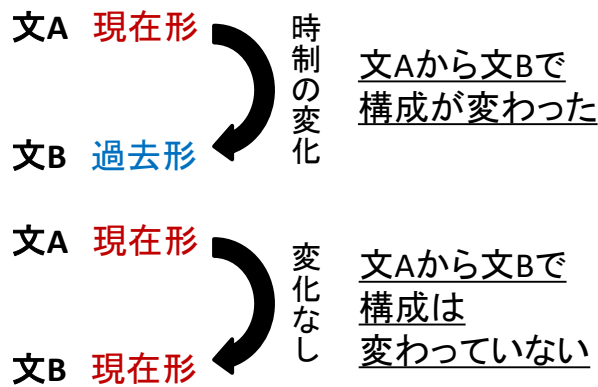 文A 現在形
時制の変化
文Aから文Bで
構成が変わった
文B 過去形
文A 現在形
変化なし
文Aから文Bで
構成は
変わっていない
文B 現在形